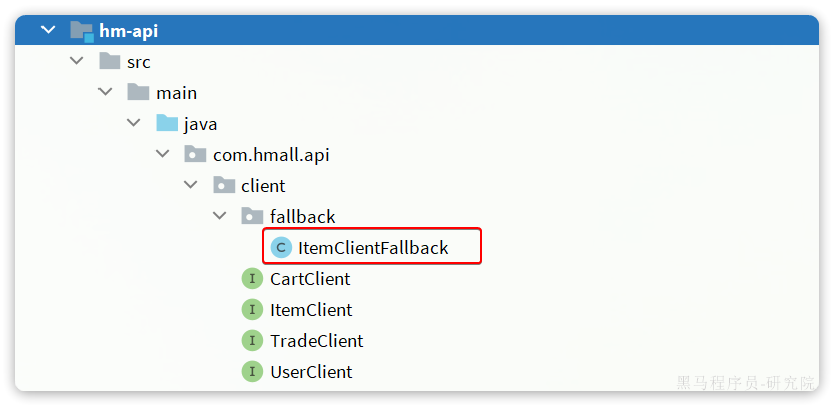 hm-api
src
main
java
com.hmall.api
client
fallback
C ItemClientFallback
I CartClient
I ItemClient
I TradeClient
I UserClient
黑马程序员-研究院